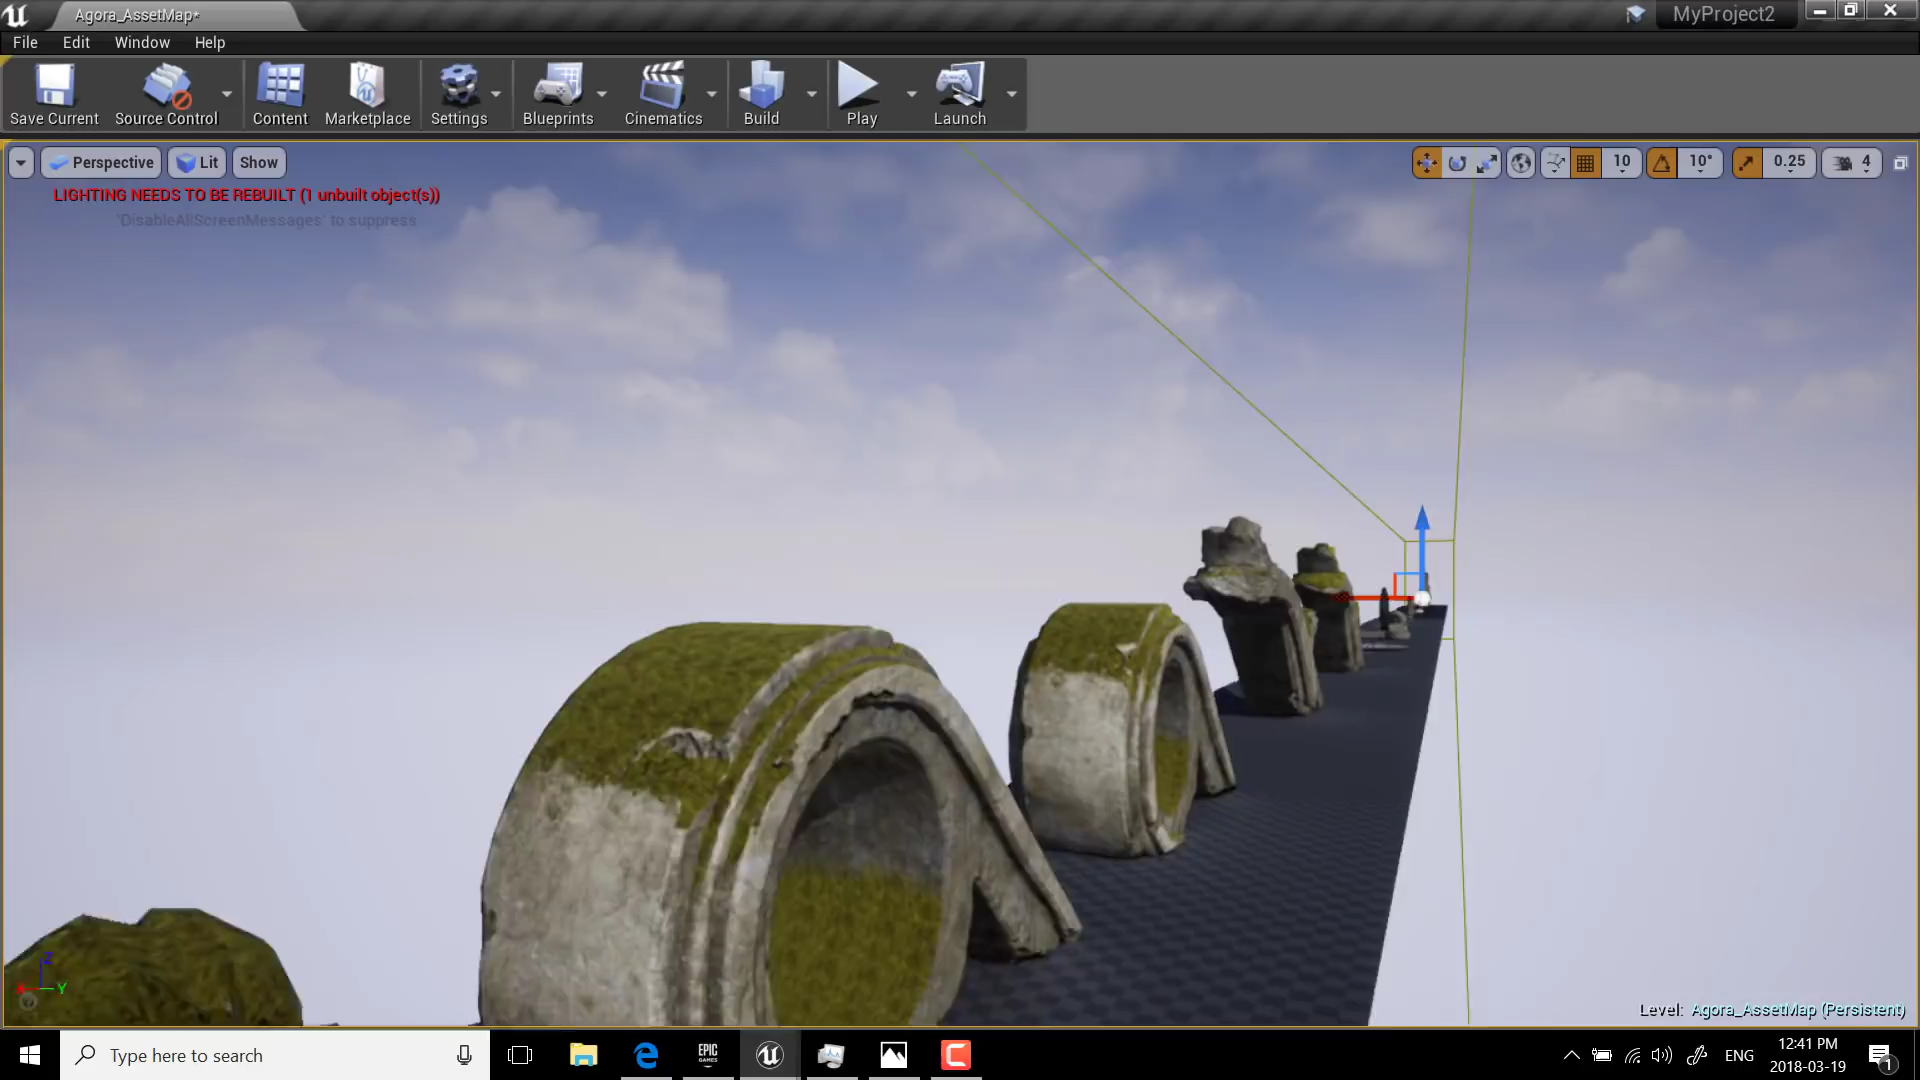 Agora_AssetMap*
MyProject2
File Edit Window Help
Save Current Source Control Content Marketplace Settings Blueprints Cinematics Build Play Launch
Perspective Lit Show 10 10° 0.25 4
LIGHTING NEEDS TO BE REBUILT (1 unbuilt object(s))
'DisableAllScreenMessages' to suppress
Z
X Y
Level: Agora_AssetMap (Persistent)
Type here to search
EPIC GAMES
ENG
12:41 PM
2018-03-19
1